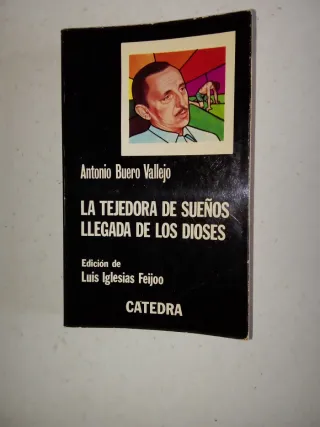 Antonio Buero Vallejo
LA TEJEDORA DE SUEÑOS
LLEGADA DE LOS DIOSES
Edición de
Luis Iglesias Feijoo
CATEDRA